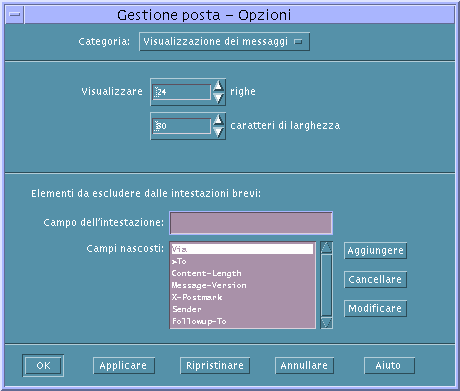 Gestione posta – Opzioni
Categoria: Visualizzazione dei messaggi
Visualizzare 24 righe
80 caratteri di larghezza
Elementi da escludere dalle intestazioni brevi:
Campo dell'intestazione:
Campi nascosti: Via Aggiungere
>To
Content-Length Cancellare
Message-Version
X-Postmark
Sender Modificare
Followup-To
OK Applicare Ripristinare Annullare Aiuto